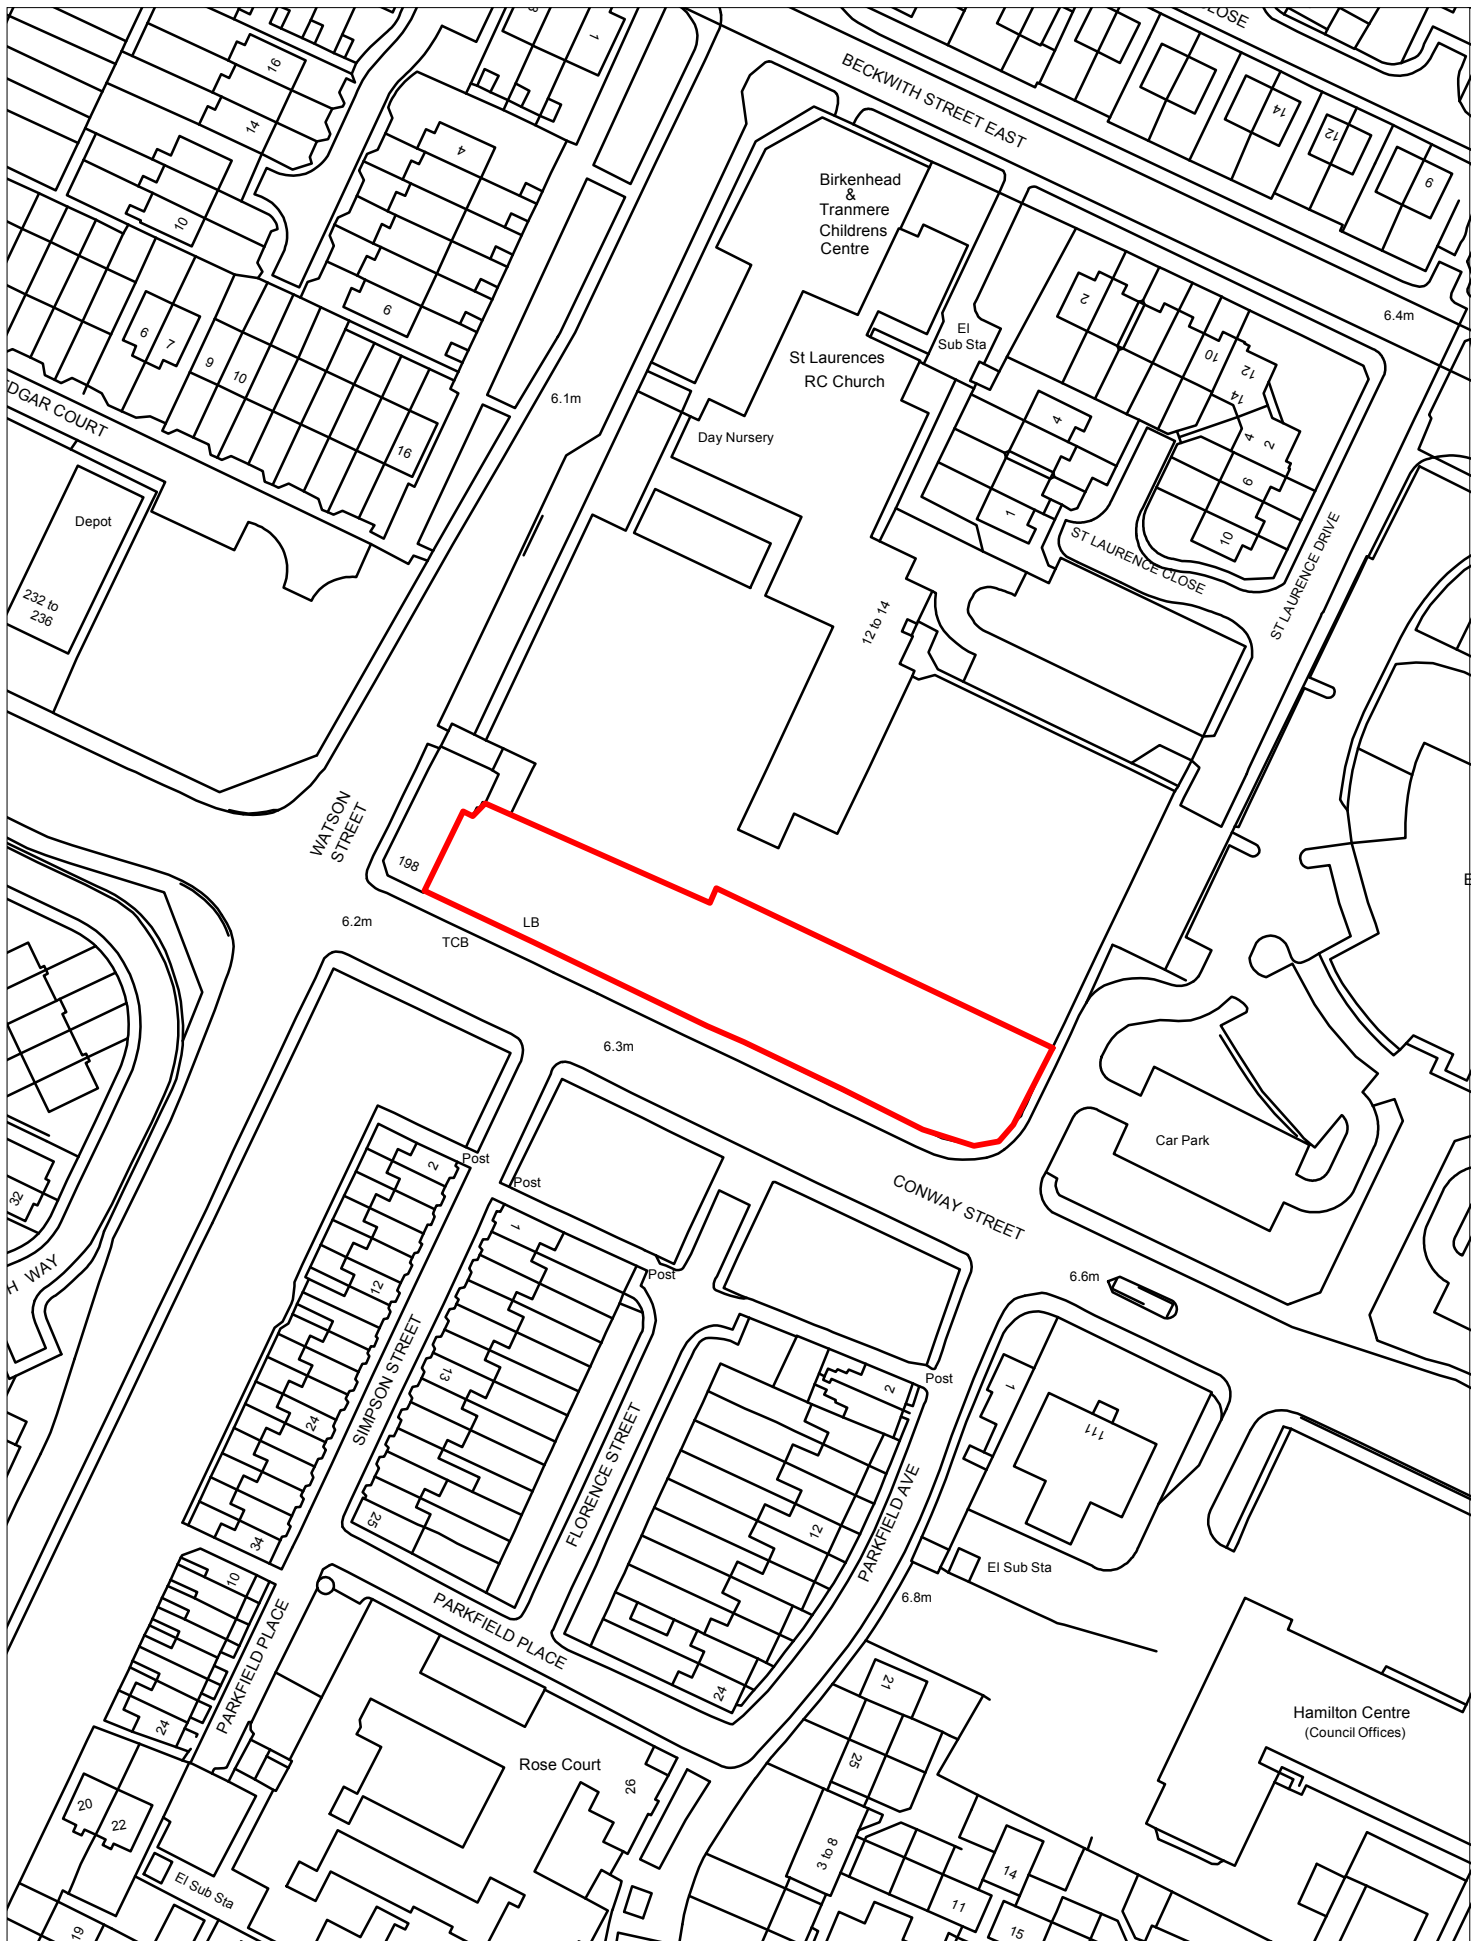 CLOSE
8
1
16
BECKWITH STREET EAST
14
14
12
4
Birkenhead
&
Tranmere
Childrens
Centre
9
10
2
6
6.4m
El
Sub Sta
6
7
St Laurences
RC Church
10
12
14
9
10
6.1m
EDGAR COURT
4
4
2
Day Nursery
16
6
1
10
Depot
ST LAURENCE CLOSE
ST LAURENCE DRIVE
232 to
236
12 to 14
WATSON
STREET
198
E
6.2m
LB
TCB
6.3m
Car Park
2
Post
Post
32
CONWAY STREET
1
H WAY
Post
6.6m
12
SIMPSON STREET
13
2
Post
1
24
FLORENCE STREET
111
25
12
PARKFIELD AVE
34
El Sub Sta
10
6.8m
PARKFIELD PLACE
PARKFIELD PLACE
24
21
24
Hamilton Centre
(Council Offices)
Rose Court
25
26
20
22
3 to 8
14
El Sub Sta
11
15
19